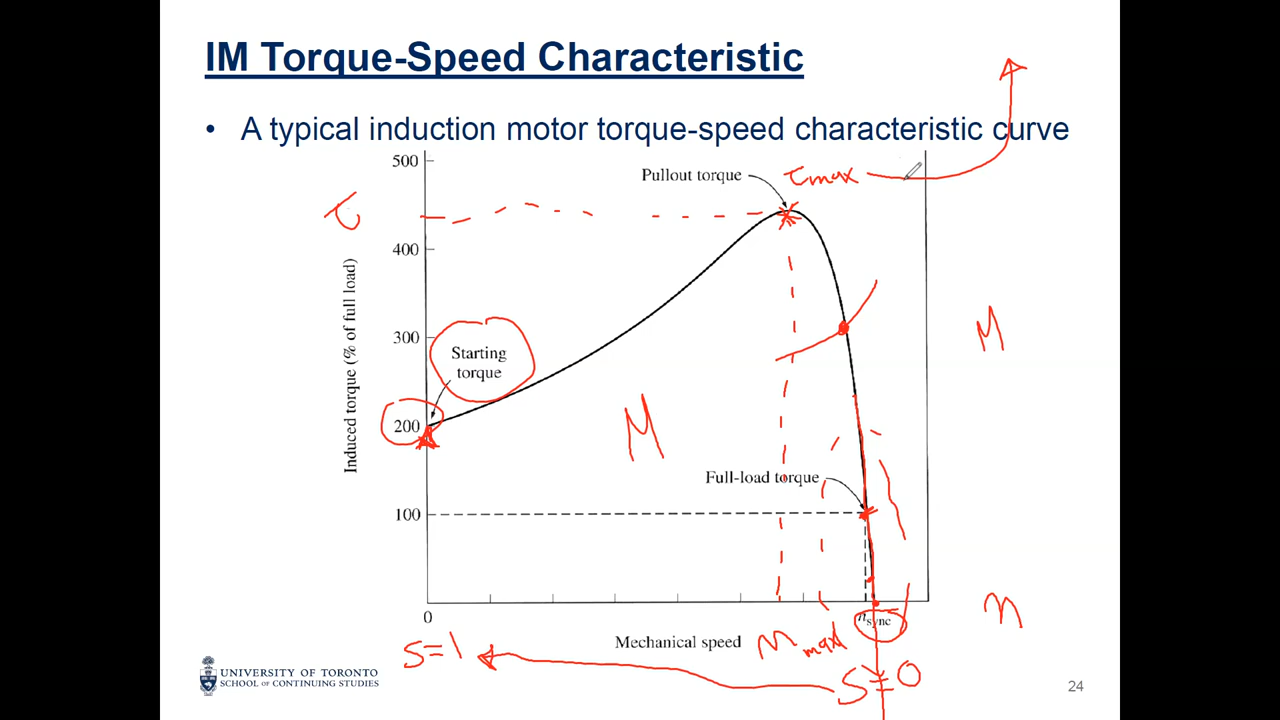 IM Torque-Speed Characteristic
• A typical induction motor torque-speed characteristic curve
500
Pullout torque
τmax
τ
400
Induced torque (% of full load)
300
M
Starting
torque
200
M
Full-load torque
100
0
n_sync
n
Mechanical speed
S=1
S=0
UNIVERSITY OF TORONTO
SCHOOL OF CONTINUING STUDIES
24